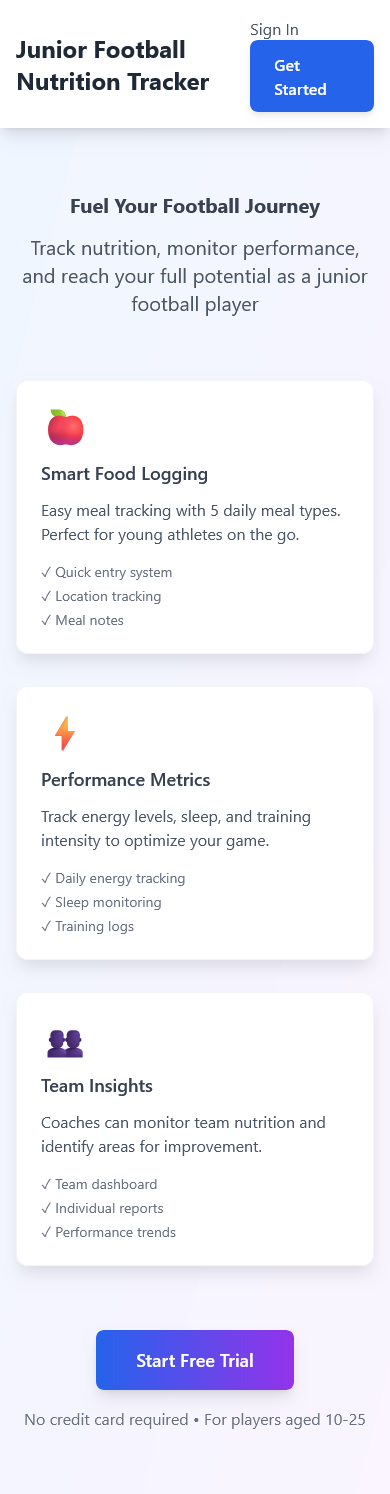 Junior Football
Nutrition Tracker
Sign In
Get
Started
Fuel Your Football Journey
Track nutrition, monitor performance,
and reach your full potential as a junior
football player
Smart Food Logging
Easy meal tracking with 5 daily meal types.
Perfect for young athletes on the go.
✓ Quick entry system
✓ Location tracking
✓ Meal notes
Performance Metrics
Track energy levels, sleep, and training
intensity to optimize your game.
✓ Daily energy tracking
✓ Sleep monitoring
✓ Training logs
Team Insights
Coaches can monitor team nutrition and
identify areas for improvement.
✓ Team dashboard
✓ Individual reports
✓ Performance trends
Start Free Trial
No credit card required • For players aged 10-25